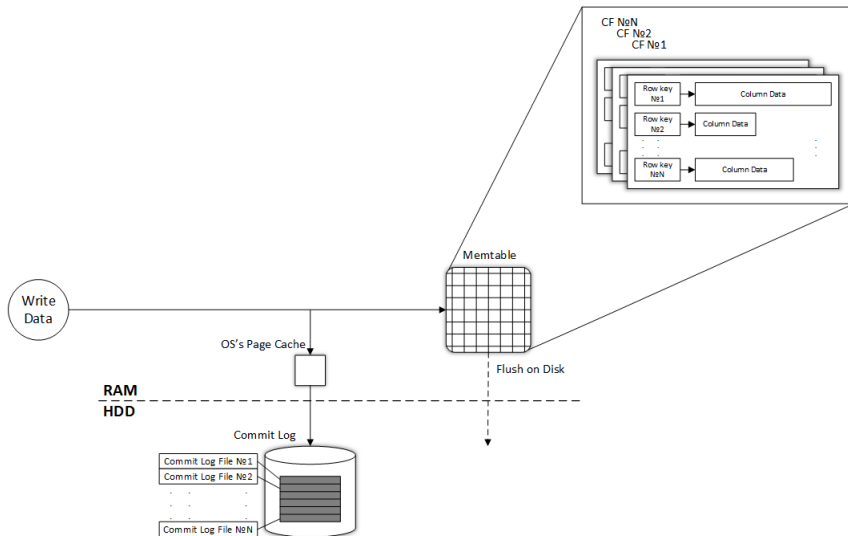 CF №N
CF №2
CF №1
Row key
№1
Column Data
Row key
№2
Column Data
Row key
№N
Column Data
Memtable
Write
Data
OS's Page Cache
Flush on Disk
RAM
HDD
Commit Log
Commit Log File №1
Commit Log File №2
Commit Log File №N